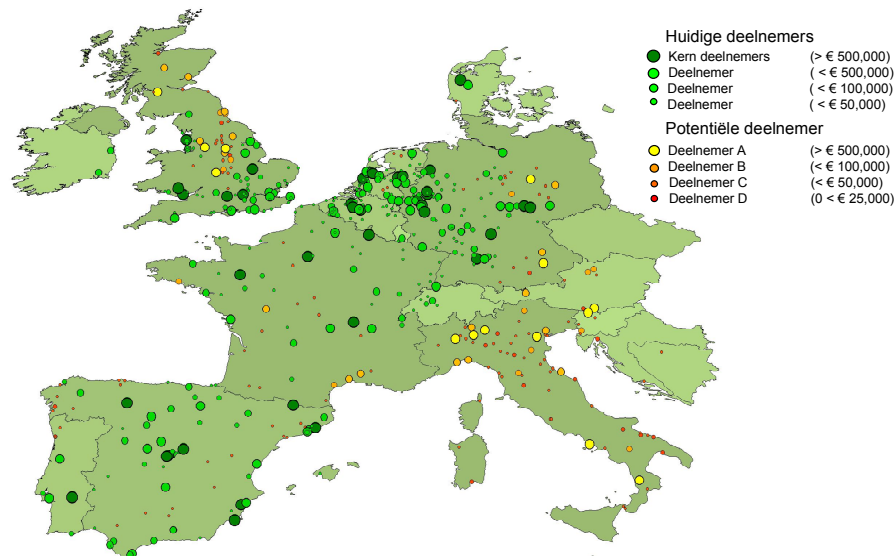 Huidige deelnemers
Kern deelnemers (> € 500,000)
Deelnemer ( < € 500,000)
Deelnemer ( < € 100,000)
Deelnemer ( < € 50,000)
Potentiële deelnemer
Deelnemer A (> € 500,000)
Deelnemer B (< € 100,000)
Deelnemer C (< € 50,000)
Deelnemer D (0 < € 25,000)